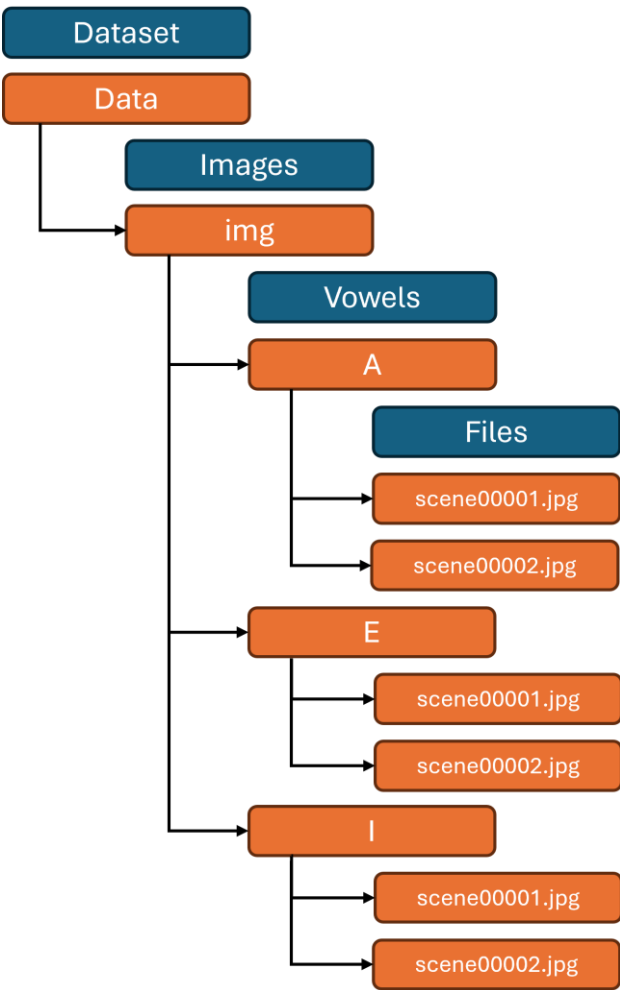 Dataset
Data
Images
img
Vowels
A
Files
scene00001.jpg
scene00002.jpg
E
scene00001.jpg
scene00002.jpg
I
scene00001.jpg
scene00002.jpg